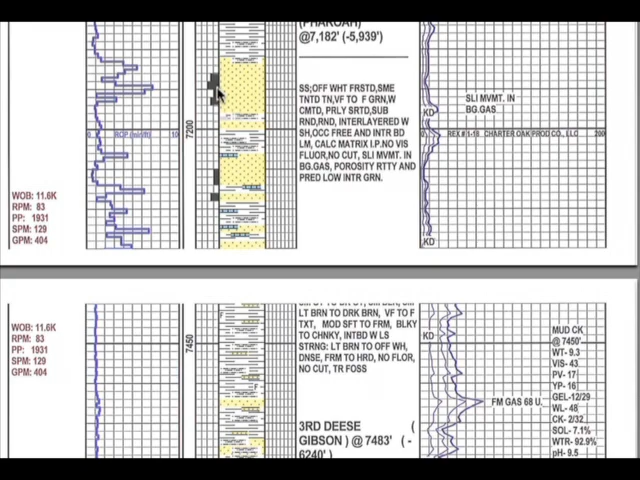 (PHAROAH)
@7,182' (-5,939')
SS;OFF WHT FRSTD,SME
TNTD TN,VF TO F GRN,W
CMTD, PRLY SRTD,SUB
RND,RND, INTERLAYERED W
SH,OCC FREE AND INTR BD
LM, CALC MATRIX I.P.NO VIS
FLUOR,NO CUT, SLI MVMT. IN
BG.GAS, POROSITY RTTY AND
PRED LOW INTR GRN.
SLI MVMT. IN
BG.GAS
KD
0 ROP (min/ft) 10
7200
REX # 1-16 CHARTER OAK PROD CO., LLC 200
WOB: 11.6K
RPM: 83
PP: 1931
SPM: 129
GPM: 404
KD
LT BRN TO DRK BRN, VF TO F
TXT, MOD SFT TO FRM, BLKY
TO CHNKY, INTBD W LS
STRNG: LT BRN TO OFF WH,
DNSE, FRM TO HRD, NO FLOR,
NO CUT, TR FOSS
F
WOB: 11.6K
RPM: 83
PP: 1931
SPM: 129
GPM: 404
7450
KD
F
MUD CK
@ 7450'
WT- 9.3
VIS- 43
PV- 17
YP- 16
GEL-12/29
WL- 48
CK- 2/32
SOL- 7.1%
WTR- 92.9%
pH- 9.5
FM GAS 68 U.
3RD DEESE (
GIBSON ) @ 7483' ( -
6240')